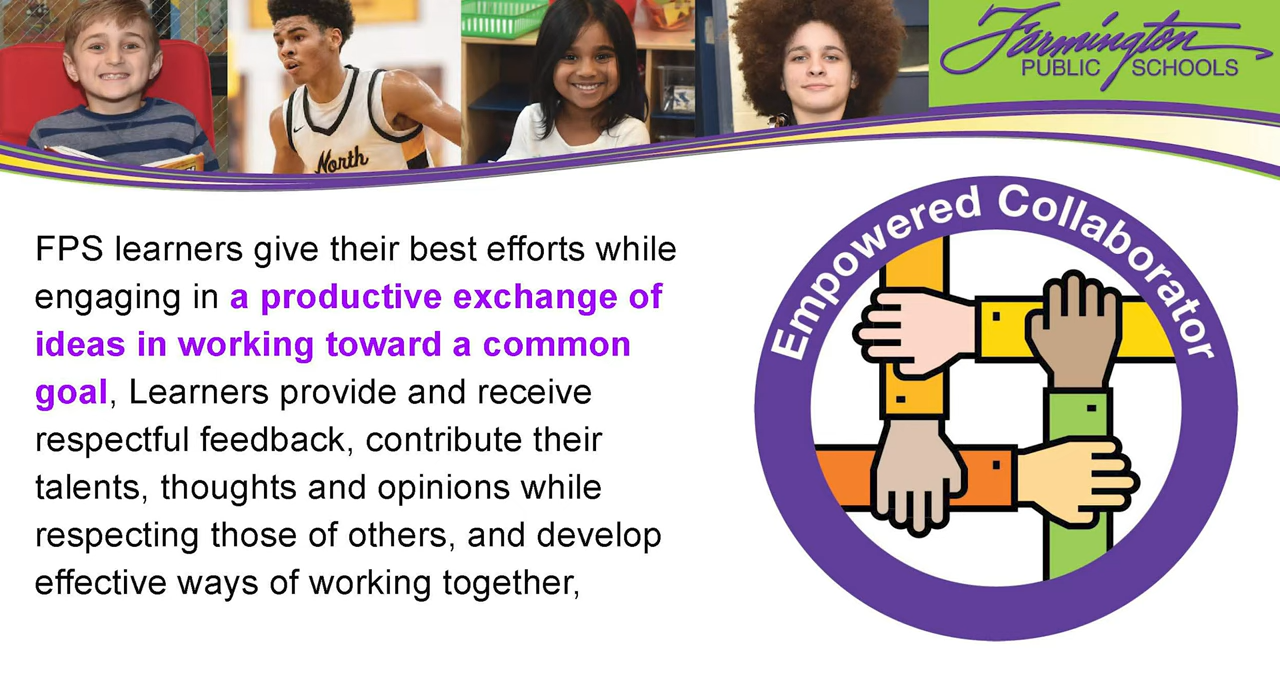 North
Farmington
PUBLIC SCHOOLS
Empowered Collaborator
FPS learners give their best efforts while
engaging in a productive exchange of
ideas in working toward a common
goal, Learners provide and receive
respectful feedback, contribute their
talents, thoughts and opinions while
respecting those of others, and develop
effective ways of working together,